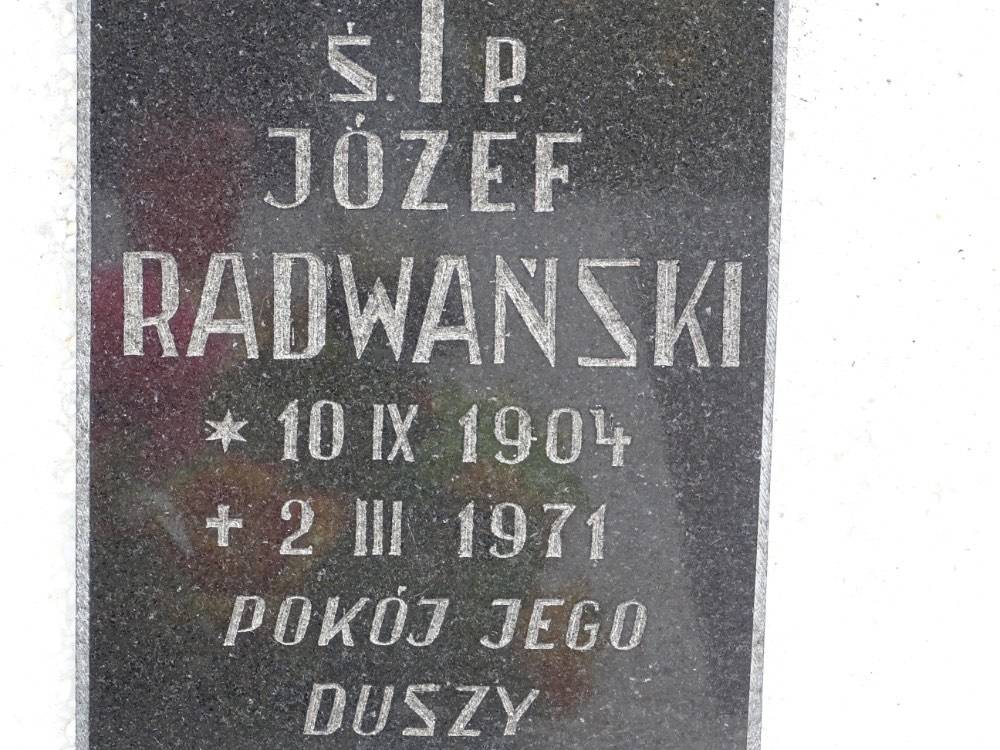 Ś. P.
JÓZEF
RADWAŃSKI
* 10 IX 1904
+ 2 III 1971
POKÓJ JEGO
DUSZY